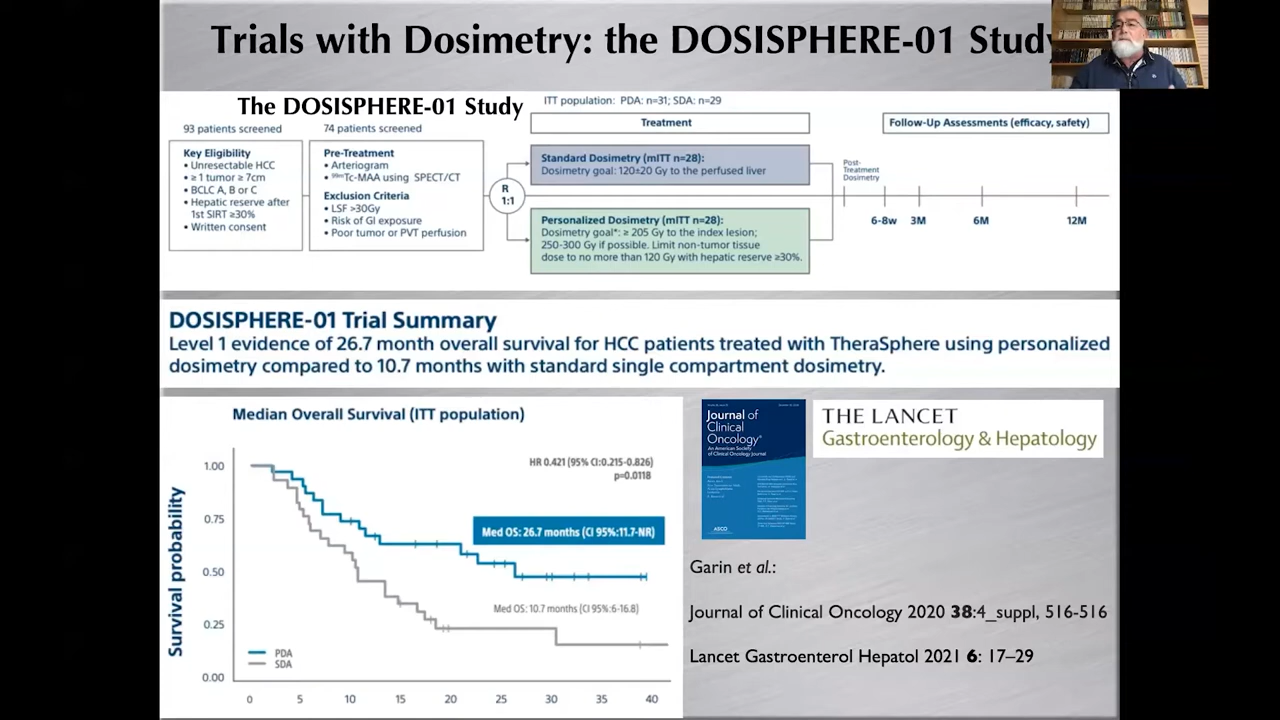 Trials with Dosimetry: the DOSISPHERE-01 Study
The DOSISPHERE-01 Study
ITT population: PDA: n=31; SDA: n=29
93 patients screened
74 patients screened
Treatment
Follow-Up Assessments (efficacy, safety)
Key Eligibility
• Unresectable HCC
• ≥ 1 tumor ≥ 7cm
• BCLC A, B or C
• Hepatic reserve after
1st SIRT ≥30%
• Written consent
Pre-Treatment
• Arteriogram
• ⁹⁹ᵐTc-MAA using SPECT/CT
Exclusion Criteria
• LSF >30Gy
• Risk of GI exposure
• Poor tumor or PVT perfusion
R
1:1
Standard Dosimetry (mITT n=28):
Dosimetry goal: 120±20 Gy to the perfused liver
Personalized Dosimetry (mITT n=28):
Dosimetry goal*: ≥ 205 Gy to the index lesion;
250-300 Gy if possible. Limit non-tumor tissue
dose to no more than 120 Gy with hepatic reserve ≥30%.
Post-
Treatment
Dosimetry
6-8w 3M 6M 12M
DOSISPHERE-01 Trial Summary
Level 1 evidence of 26.7 month overall survival for HCC patients treated with TheraSphere using personalized
dosimetry compared to 10.7 months with standard single compartment dosimetry.
Median Overall Survival (ITT population)
HR 0.421 (95% CI:0.215-0.826)
p=0.0118
Med OS: 26.7 months (CI 95%:11.7-NR)
Med OS: 10.7 months (CI 95%:6-16.8)
Survival probability
1.00
0.75
0.50
0.25
0.00
PDA
SDA
0 5 10 15 20 25 30 35 40
Journal of
Clinical
Oncology
An American Society
of Clinical Oncology Journal
ASCO
THE LANCET
Gastroenterology & Hepatology
Garin et al.:
Journal of Clinical Oncology 2020 38:4_suppl, 516-516
Lancet Gastroenterol Hepatol 2021 6: 17–29